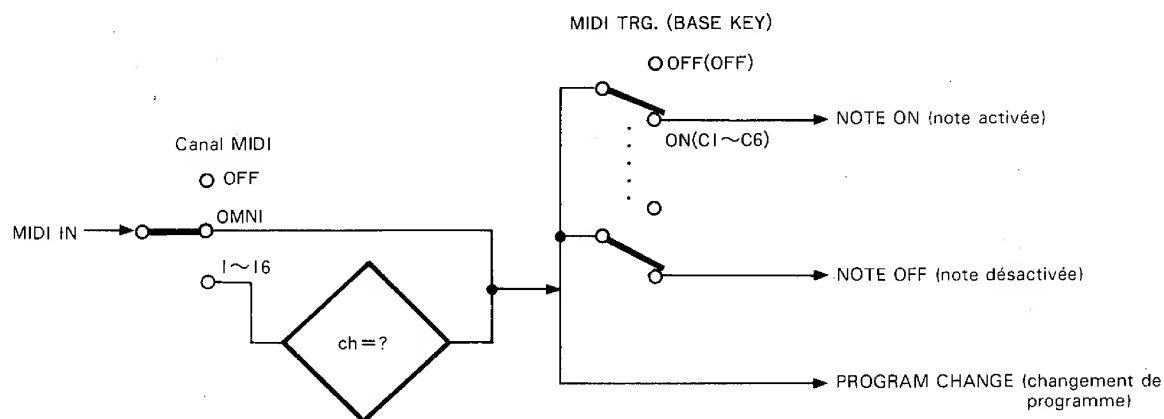 MIDI TRG. (BASE KEY)
OFF(OFF)
NOTE ON (note activée)
ON(C1~C6)
Canal MIDI
OFF
OMNI
MIDI IN
1~16
NOTE OFF (note désactivée)
ch=?
PROGRAM CHANGE (changement de
programme)